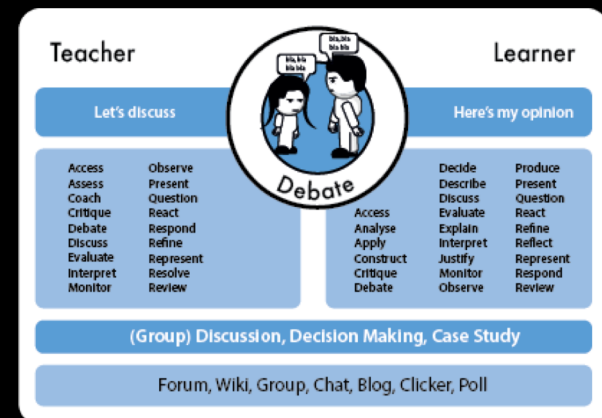 Teacher
Learner
bla, bla
bla bla
bla,bla
bla bla
Let's discuss
Here's my opinion
Debate
Access
Assess
Coach
Critique
Debate
Discuss
Evaluate
Interpret
Monitor
Observe
Present
Question
React
Respond
Refine
Represent
Resolve
Review
Access
Analyse
Apply
Construct
Critique
Debate
Decide
Describe
Discuss
Evaluate
Explain
Interpret
Justify
Monitor
Observe
Produce
Present
Question
React
Refine
Reflect
Represent
Respond
Review
(Group) Discussion, Decision Making, Case Study
Forum, Wiki, Group, Chat, Blog, Clicker, Poll